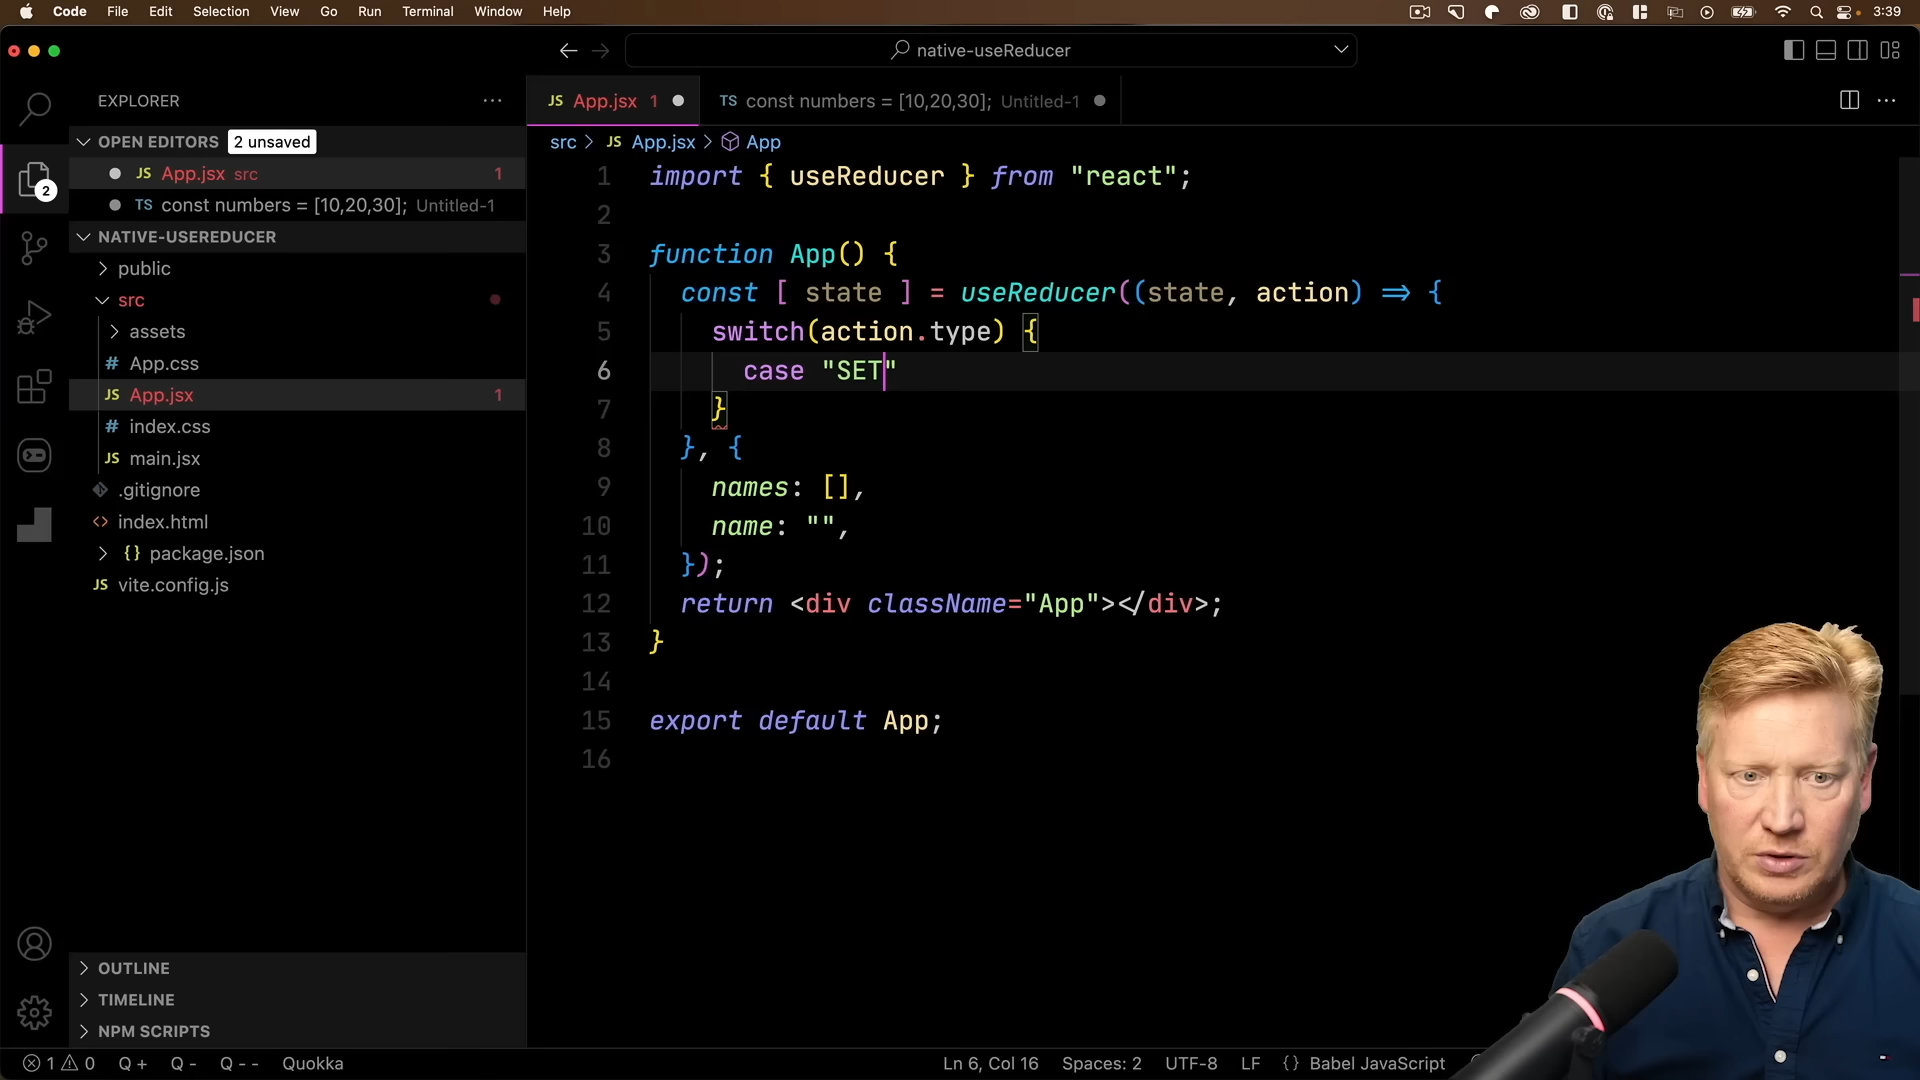 Code File Edit Selection View Go Run Terminal Window Help 3:39
native-useReducer
EXPLORER
App.jsx 1
TS const numbers = [10,20,30]; Untitled-1
OPEN EDITORS 2 unsaved
src > JS App.jsx > App
JS App.jsx src 1
TS const numbers = [10,20,30]; Untitled-1
NATIVE-USEREDUCER
public
src
assets
# App.css
JS App.jsx 1
# index.css
JS main.jsx
.gitignore
<> index.html
{} package.json
JS vite.config.js
2
OUTLINE
TIMELINE
NPM SCRIPTS
1 import { useReducer } from "react";
2
3 function App() {
4 const [ state ] = useReducer((state, action) => {
5 switch(action.type) {
6 case "SET"
7 }
8 }, {
9 names: [],
10 name: "",
11 });
12 return <div className="App"></div>;
13 }
14
15 export default App;
16
1 0 Q + Q - Q -- Quokka Ln 6, Col 16 Spaces: 2 UTF-8 LF {} Babel JavaScript